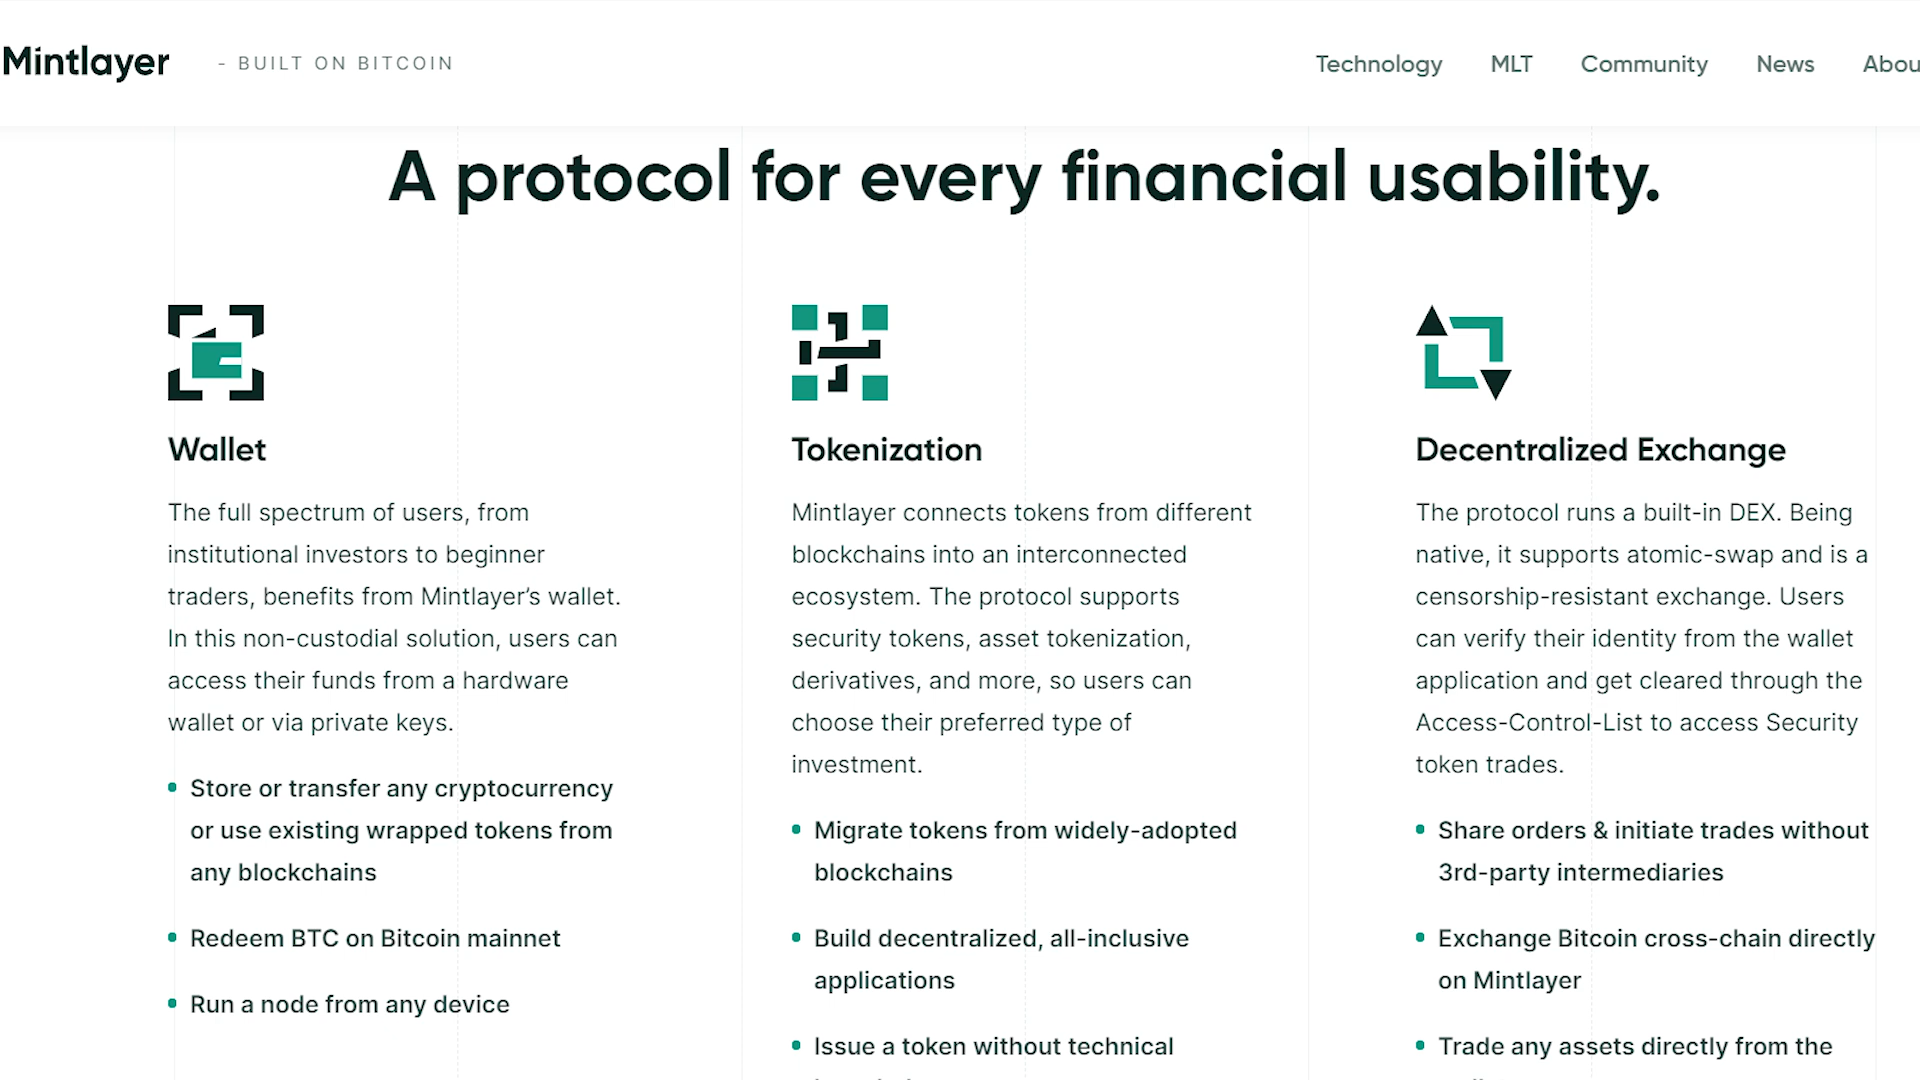 Mintlayer - BUILT ON BITCOIN Technology MLT Community News Abou
A protocol for every financial usability.
Wallet
The full spectrum of users, from
institutional investors to beginner
traders, benefits from Mintlayer’s wallet.
In this non-custodial solution, users can
access their funds from a hardware
wallet or via private keys.
Store or transfer any cryptocurrency
or use existing wrapped tokens from
any blockchains
Redeem BTC on Bitcoin mainnet
Run a node from any device
Tokenization
Mintlayer connects tokens from different
blockchains into an interconnected
ecosystem. The protocol supports
security tokens, asset tokenization,
derivatives, and more, so users can
choose their preferred type of
investment.
Migrate tokens from widely-adopted
blockchains
Build decentralized, all-inclusive
applications
Issue a token without technical
Decentralized Exchange
The protocol runs a built-in DEX. Being
native, it supports atomic-swap and is a
censorship-resistant exchange. Users
can verify their identity from the wallet
application and get cleared through the
Access-Control-List to access Security
token trades.
Share orders & initiate trades without
3rd-party intermediaries
Exchange Bitcoin cross-chain directly
on Mintlayer
Trade any assets directly from the